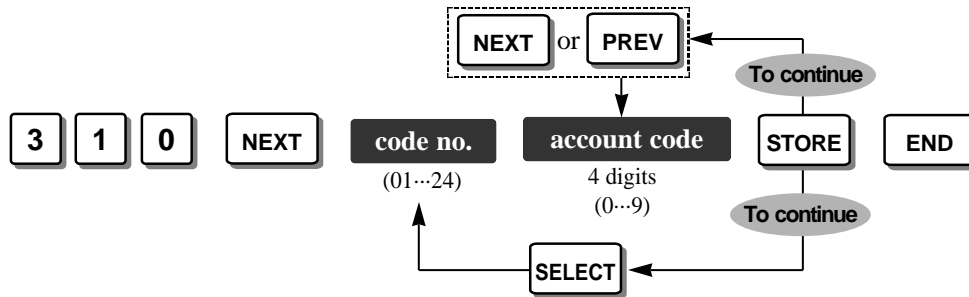 NEXT or PREV
To continue
3 1 0 NEXT code no. account code STORE END
(01···24)
4 digits
(0···9)
To continue
SELECT